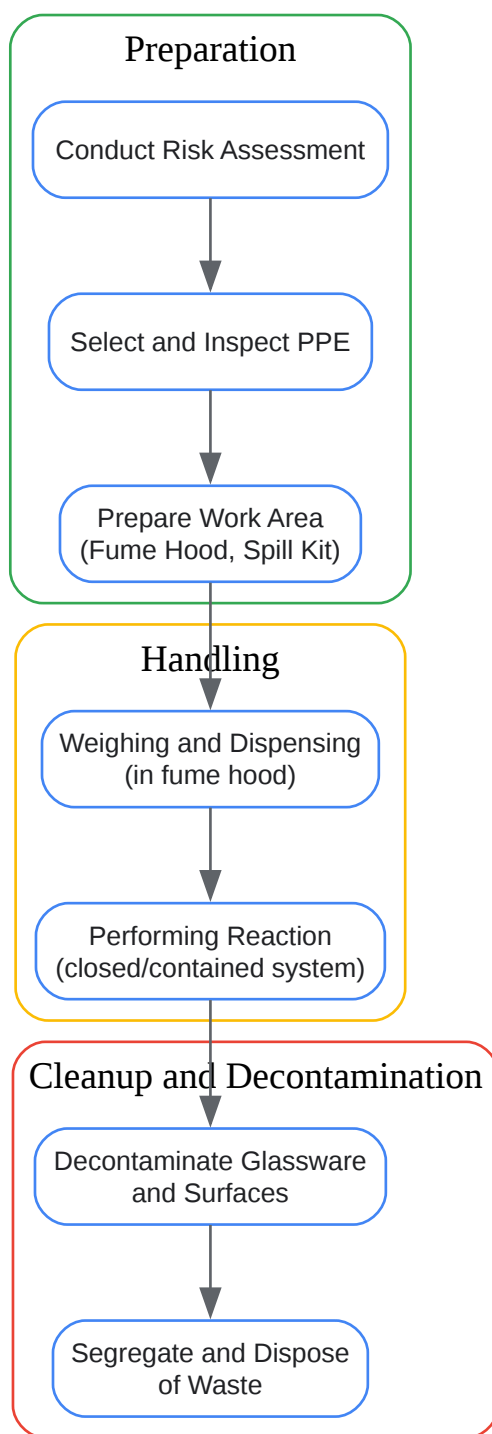 Preparation
Conduct Risk Assessment
Select and Inspect PPE
Prepare Work Area
(Fume Hood, Spill Kit)
Handling
Weighing and Dispensing
(in fume hood)
Performing Reaction
(closed/contained system)
Cleanup and Decontamination
Decontaminate Glassware
and Surfaces
Segregate and Dispose
of Waste